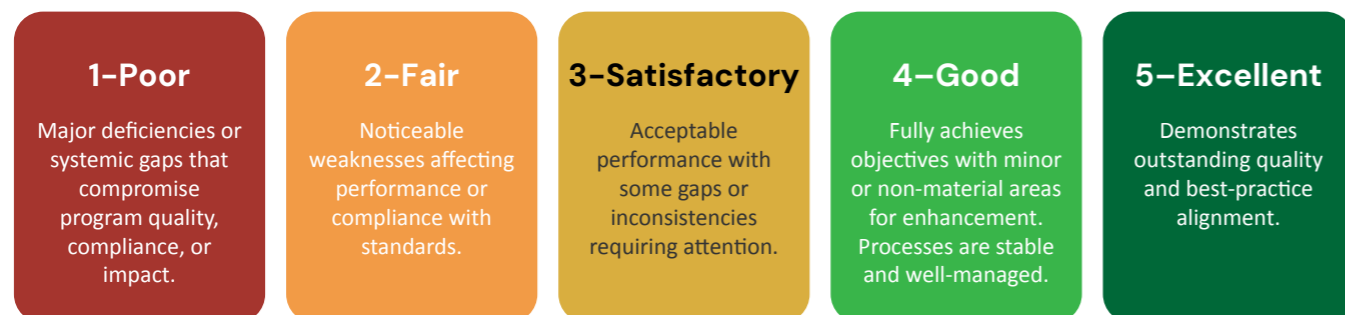 1-Poor
Major deficiencies or
systemic gaps that
compromise
program quality,
compliance, or
impact.
2-Fair
Noticeable
weaknesses affecting
performance or
compliance with
standards.
3-Satisfactory
Acceptable
performance with
some gaps or
inconsistencies
requiring attention.
4–Good
Fully achieves
objectives with minor
or non-material areas
for enhancement.
Processes are stable
and well-managed.
5–Excellent
Demonstrates
outstanding quality
and best-practice
alignment.